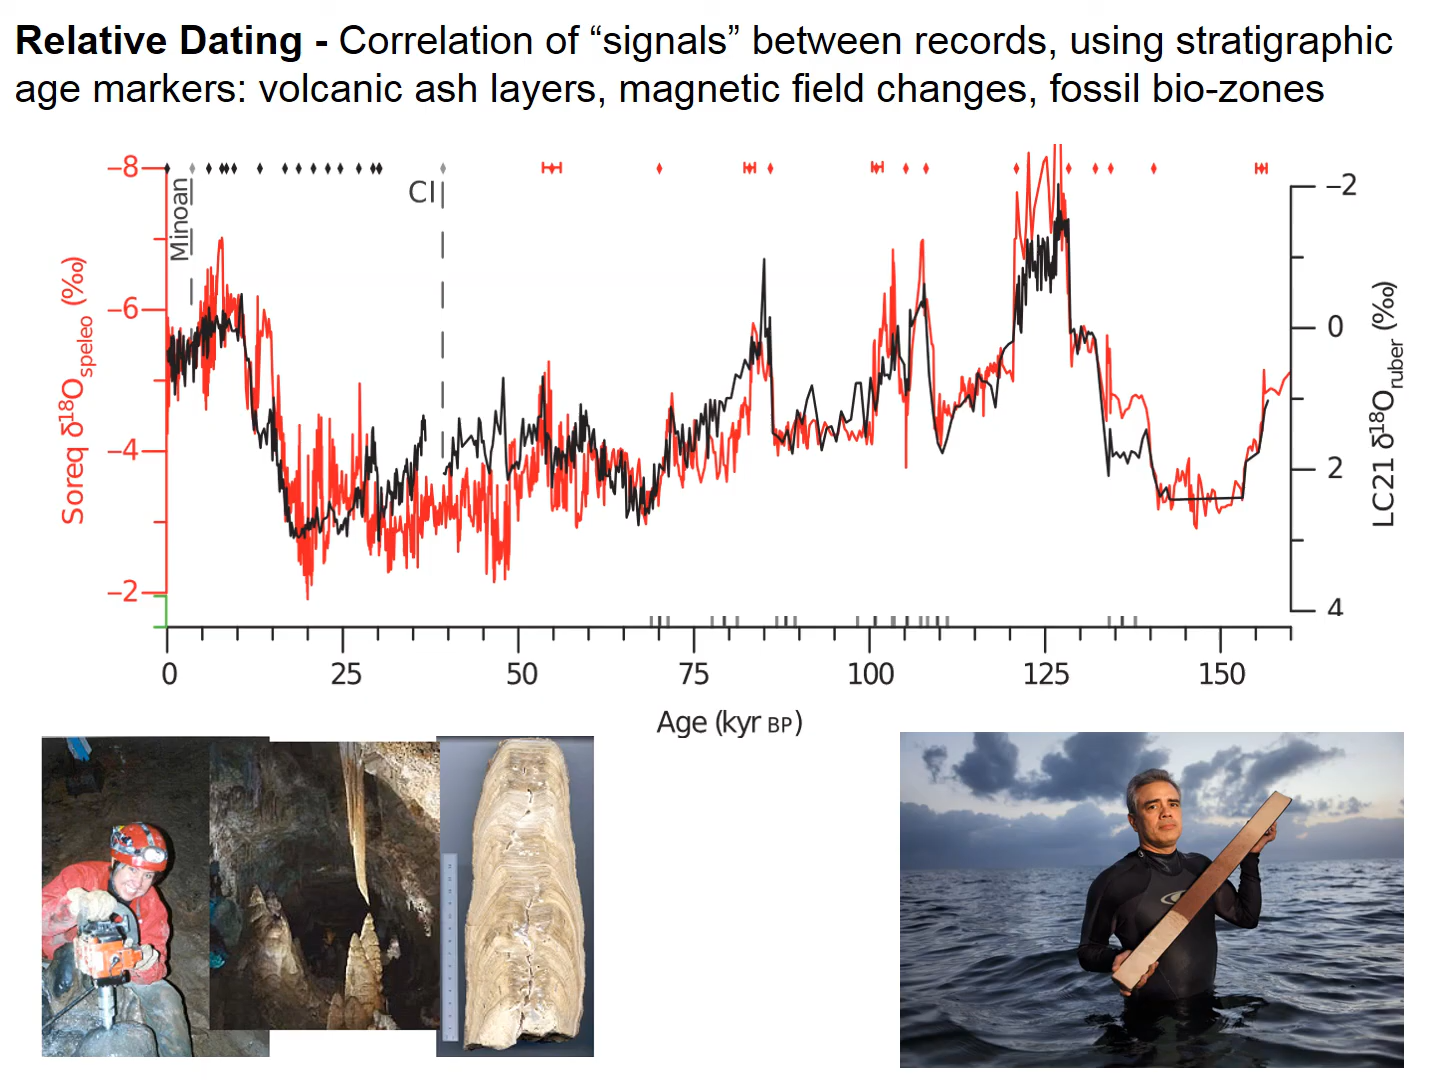 Relative Dating - Correlation of “signals” between records, using stratigraphic
age markers: volcanic ash layers, magnetic field changes, fossil bio-zones
−8
−6
−4
−2
Soreq δ18Ospeleo (‰)
Minoan
CI
−2
0
2
4
LC21 δ18Oruber (‰)
0 25 50 75 100 125 150
Age (kyr BP)